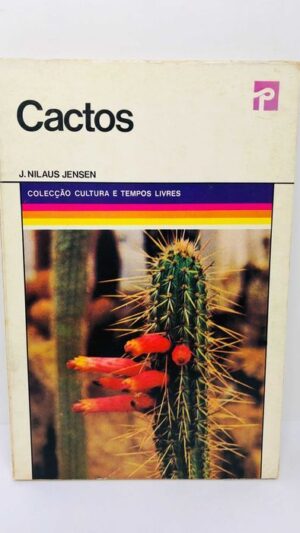 Cactos
J. NILAUS JENSEN
COLECÇÃO CULTURA E TEMPOS LIVRES